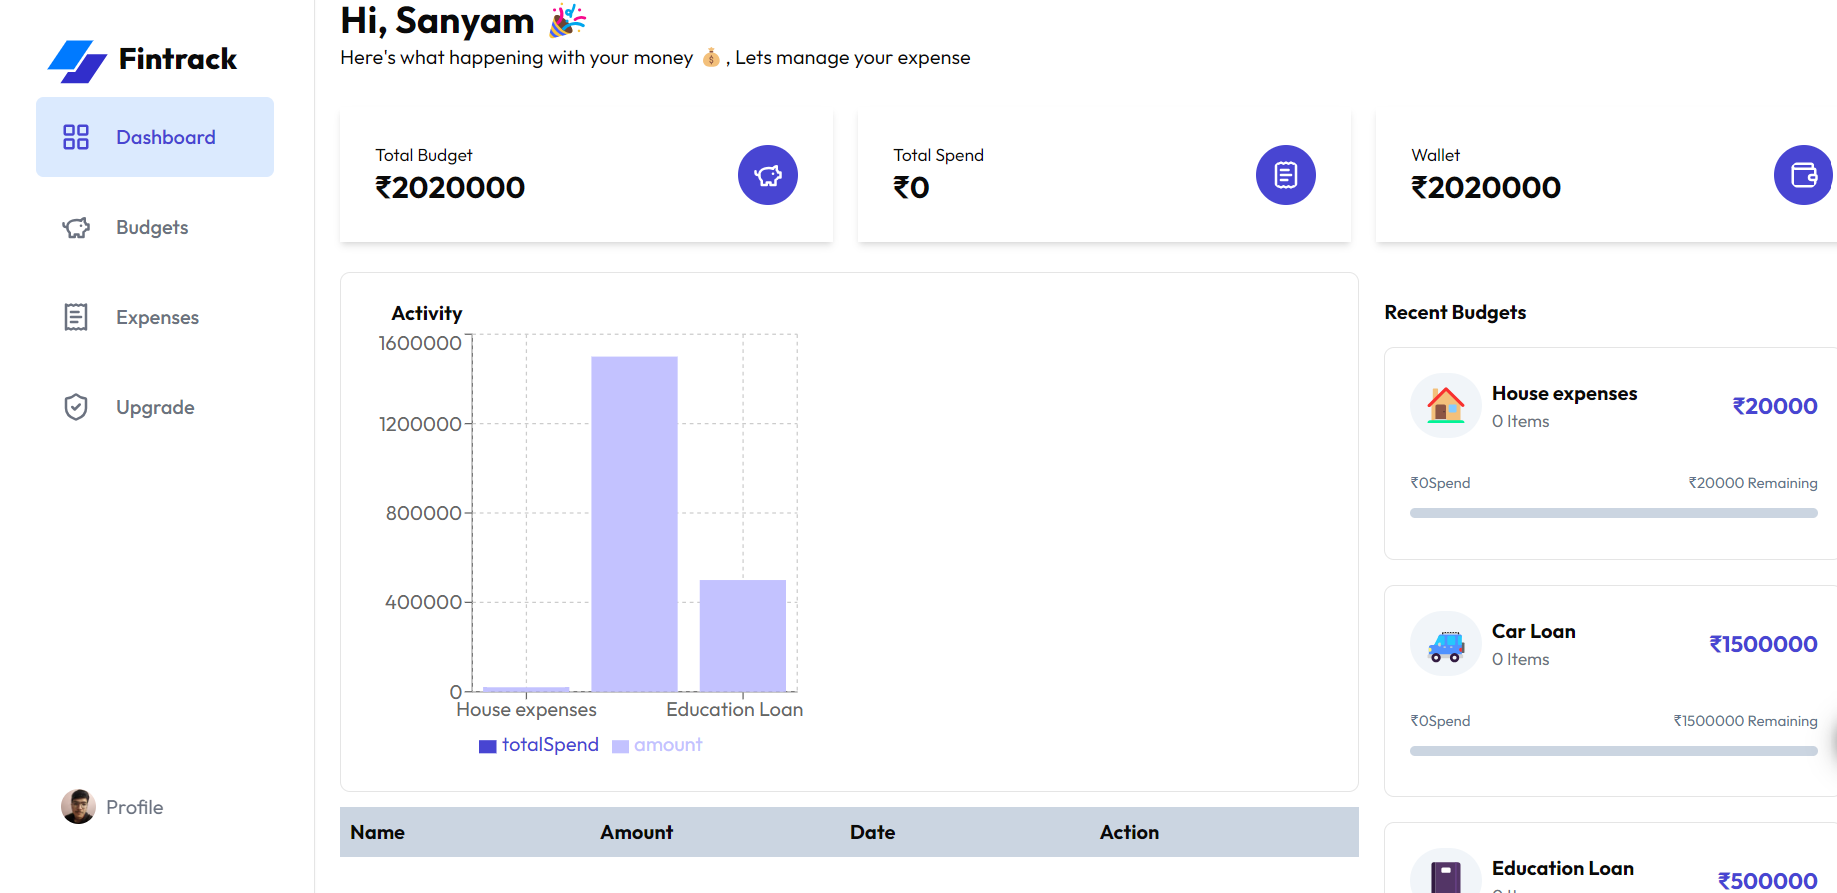 Fintrack
Dashboard
Budgets
Expenses
Upgrade
Profile
Hi, Sanyam 🎉
Here's what happening with your money 💰 , Lets manage your expense
Total Budget
₹2020000
Total Spend
₹0
Wallet
₹2020000
Activity
1600000
1200000
800000
400000
0
House expenses
Education Loan
totalSpend
amount
Name
Amount
Date
Action
Recent Budgets
House expenses
₹20000
0 Items
₹0Spend
₹20000 Remaining
Car Loan
₹1500000
0 Items
₹0Spend
₹1500000 Remaining
Education Loan
₹500000